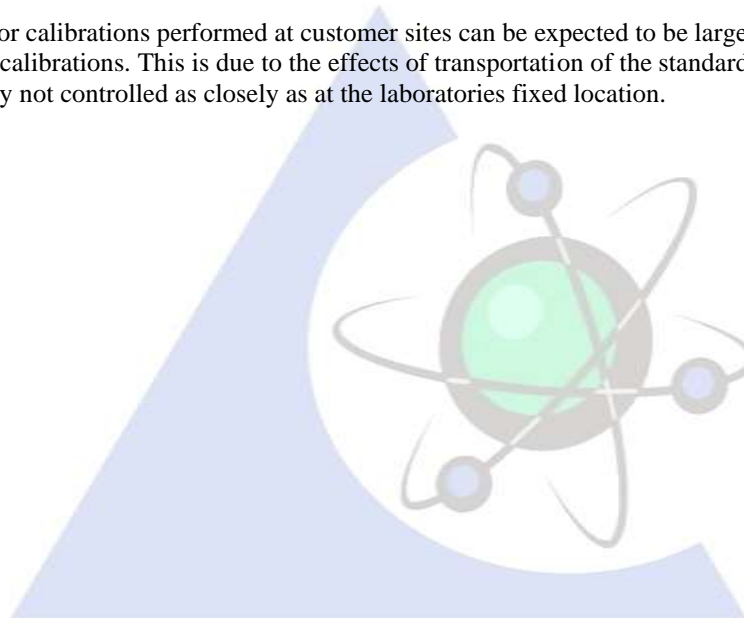 or calibrations performed at customer sites can be expected to be large
calibrations. This is due to the effects of transportation of the standard
y not controlled as closely as at the laboratories fixed location.